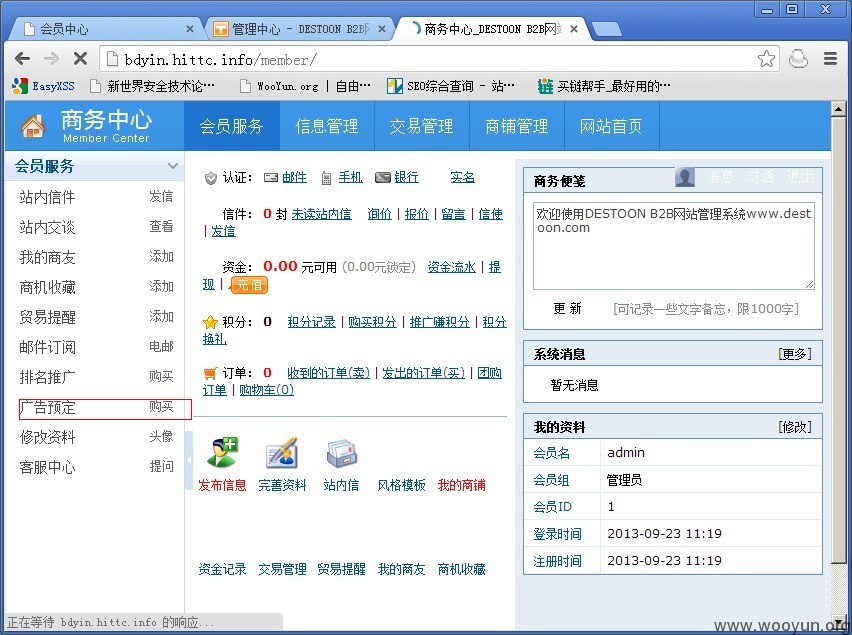 会员中心
管理中心 - DESTOON B2B网
商务中心_DESTOON B2B网站
bdyin.hittc.info/member/
EasyXSS 新世界安全技术论… WooYun.org | 自由… SEO综合查询 - 站… 买链帮手_最好用的…
商务中心
Member Center
会员服务 信息管理 交易管理 商铺管理 网站首页
会员服务
站内信件 发信
站内交谈 查看
我的商友 添加
商机收藏 添加
贸易提醒 添加
邮件订阅 电邮
排名推广 购买
广告预定 购买
修改资料 头像
客服中心 提问
认证： 邮件 手机 银行 实名
信件： 0 封 未读站内信 询价 | 报价 | 留言 | 信使
| 发信
资金： 0.00 元可用 (0.00元锁定) 资金流水 | 提
现 | 充值
积分： 0 积分记录 | 购买积分 | 推广赚积分 | 积分
换礼
订单： 0 收到的订单(卖) | 发出的订单(买) | 团购
订单 | 购物车(0)
发布信息 完善资料 站内信 风格模板 我的商铺
资金记录 交易管理 贸易提醒 我的商友 商机收藏
商务便笺
消息 对话 退出
欢迎使用DESTOON B2B网站管理系统www.dest
oon.com
更 新 [可记录一些文字备忘，限1000字]
系统消息 [更多]
暂无消息
我的资料 [修改]
会员名 admin
会员组 管理员
会员ID 1
登录时间 2013-09-23 11:19
注册时间 2013-09-23 11:19
正在等待 bdyin.hittc.info 的响应...
www.wooyun.org